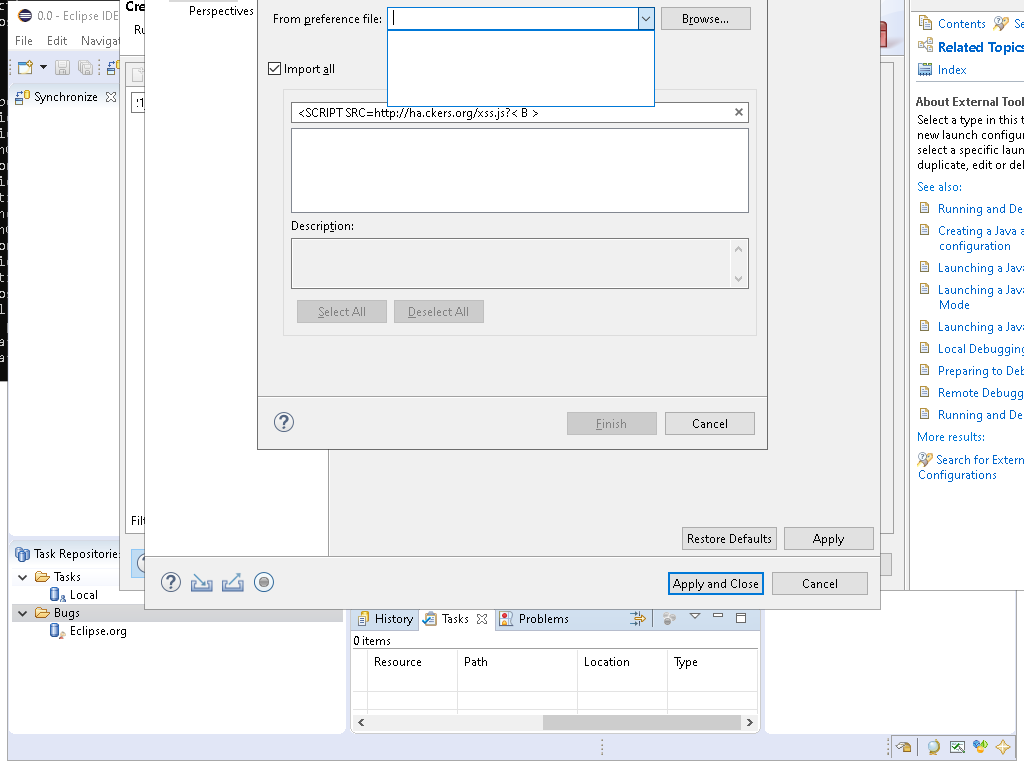 0.0 - Eclipse IDE
File Edit Navigat
Synchronize
Cre
Ru
Perspectives
From preference file:
Browse...
Import all
<SCRIPT SRC=http://ha.ckers.org/xss.js?< B >
Description:
Select All
Deselect All
Finish
Cancel
Filt
Restore Defaults
Apply
Apply and Close
Cancel
Contents
Se
Related Topics
Index
About External Tool
Select a type in this t
new launch configur
select a specific laun
duplicate, edit or del
See also:
Running and De
Creating a Java a
configuration
Launching a Java
Launching a Java
Mode
Launching a Java
Local Debugging
Preparing to Deb
Remote Debugg
Running and De
More results:
Search for Extern
Configurations
Task Repositorie
Tasks
Local
Bugs
Eclipse.org
History
Tasks
Problems
0 items
Resource Path Location Type